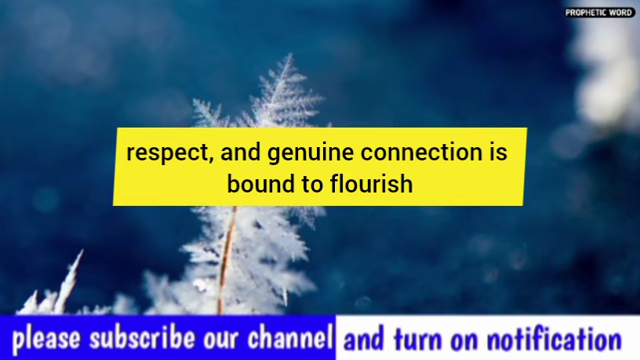 PROPHETIC WORD
respect, and genuine connection is
bound to flourish
please subscribe our channel and turn on notification